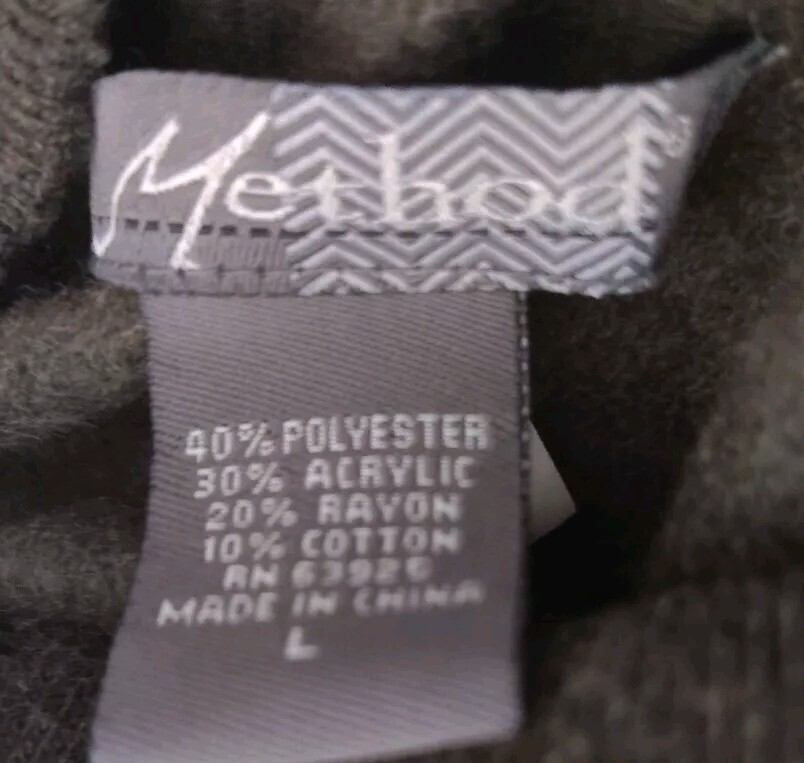 Method
40% POLYESTER
30% ACRYLIC
20% RAYON
10% COTTON
RN 63926
MADE IN CHINA
L